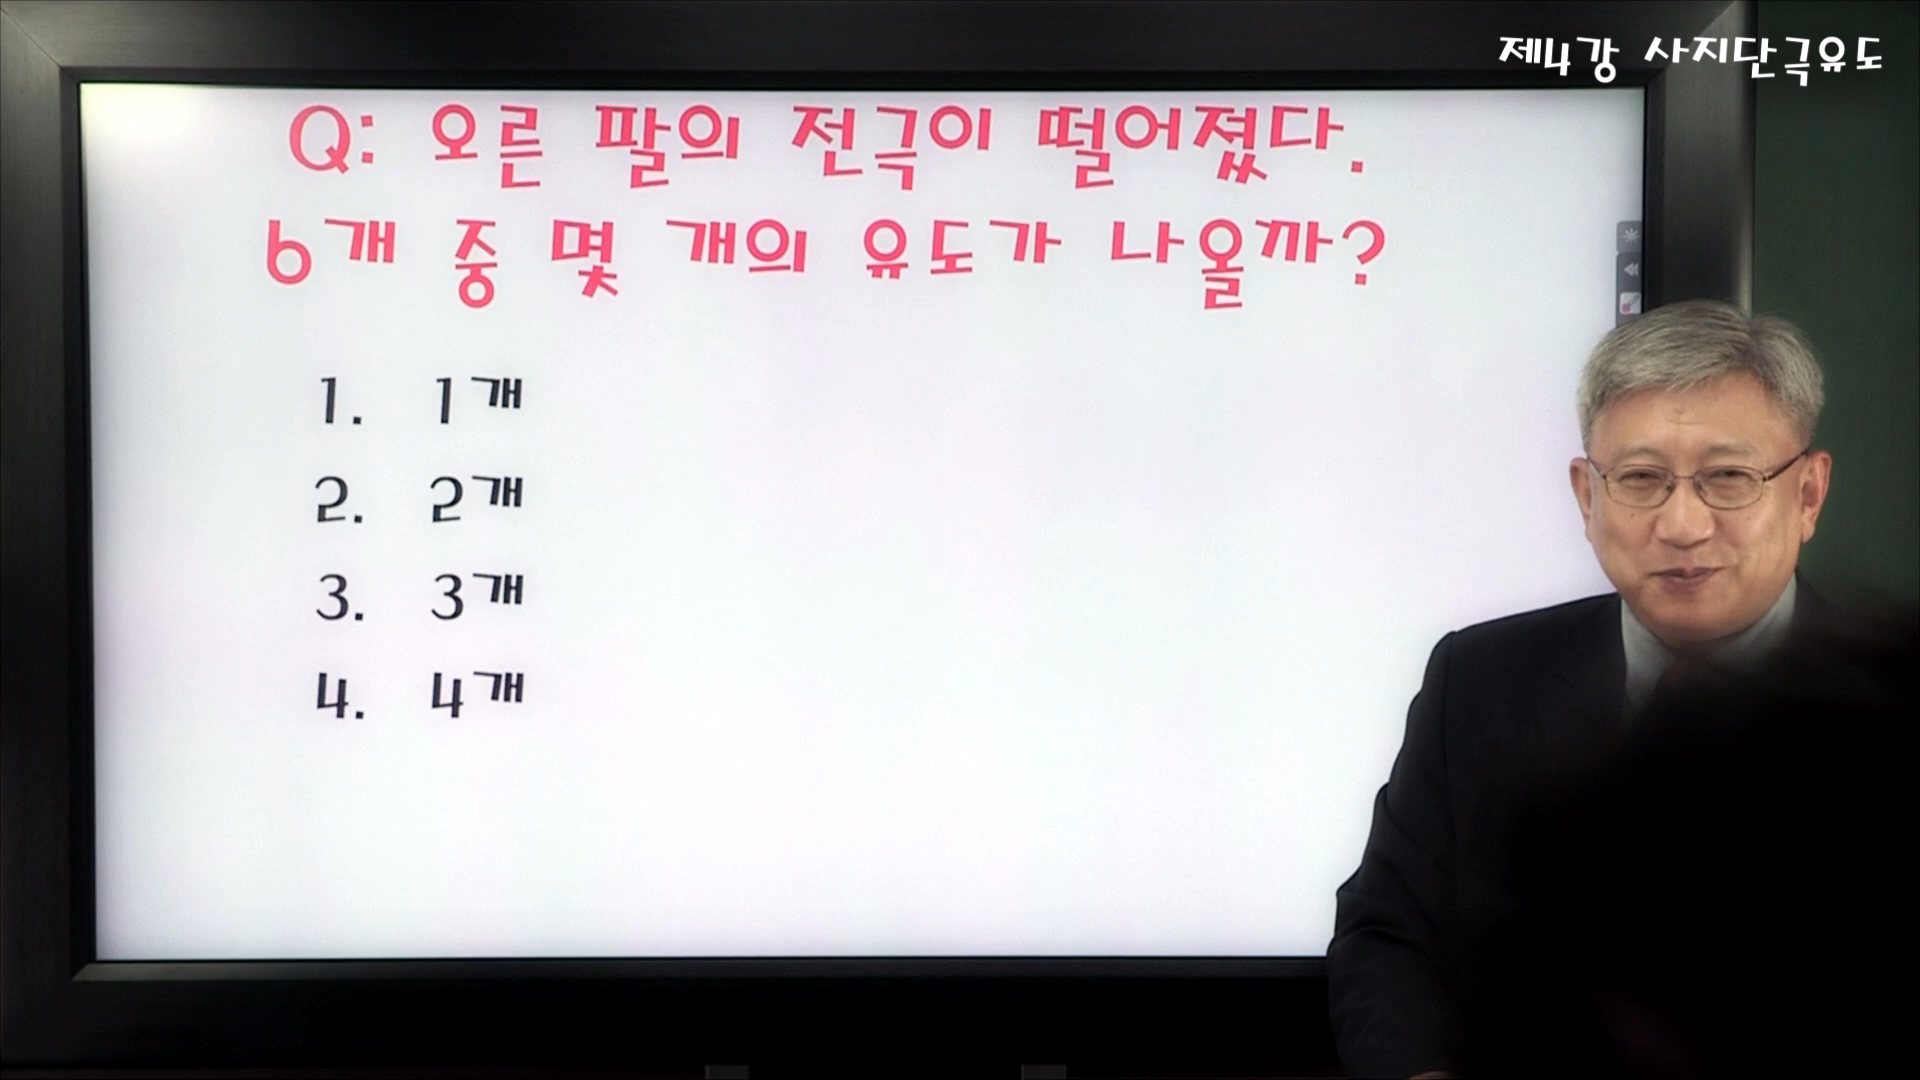 제4강 사지단극유도
Q: 오른 팔의 전극이 떨어졌다.
6개 중 몇 개의 유도가 나올까?
1. 1개
2. 2개
3. 3개
4. 4개